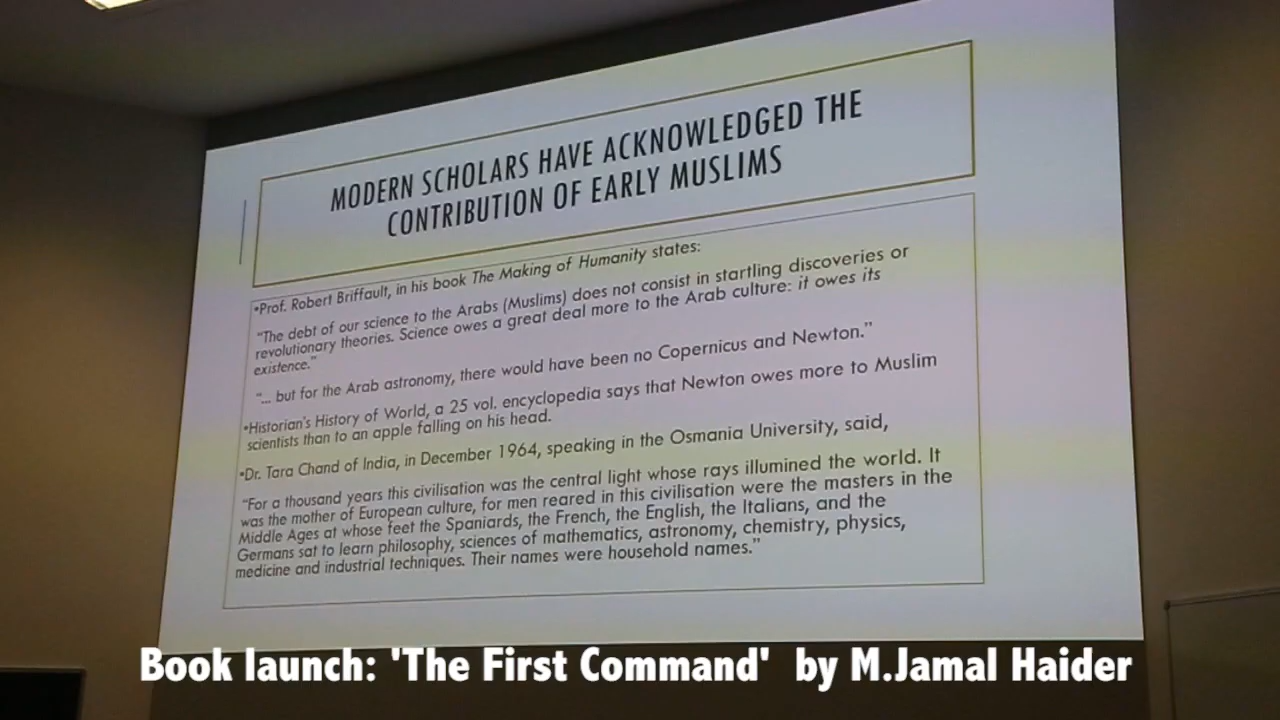 MODERN SCHOLARS HAVE ACKNOWLEDGED THE
CONTRIBUTION OF EARLY MUSLIMS
•Prof. Robert Briffault, in his book The Making of Humanity states:
“The debt of our science to the Arabs (Muslims) does not consist in startling discoveries or
revolutionary theories. Science owes a great deal more to the Arab culture: it owes its
existence.”
“... but for the Arab astronomy, there would have been no Copernicus and Newton.”
•Historian's History of World, a 25 vol. encyclopedia says that Newton owes more to Muslim
scientists than to an apple falling on his head.
•Dr. Tara Chand of India, in December 1964, speaking in the Osmania University, said,
“For a thousand years this civilisation was the central light whose rays illumined the world. It
was the mother of European culture, for men reared in this civilisation were the masters in the
Middle Ages at whose feet the Spaniards, the French, the English, the Italians, and the
Germans sat to learn philosophy, sciences of mathematics, astronomy, chemistry, physics,
medicine and industrial techniques. Their names were household names.”
Book launch: 'The First Command' by M.Jamal Haider